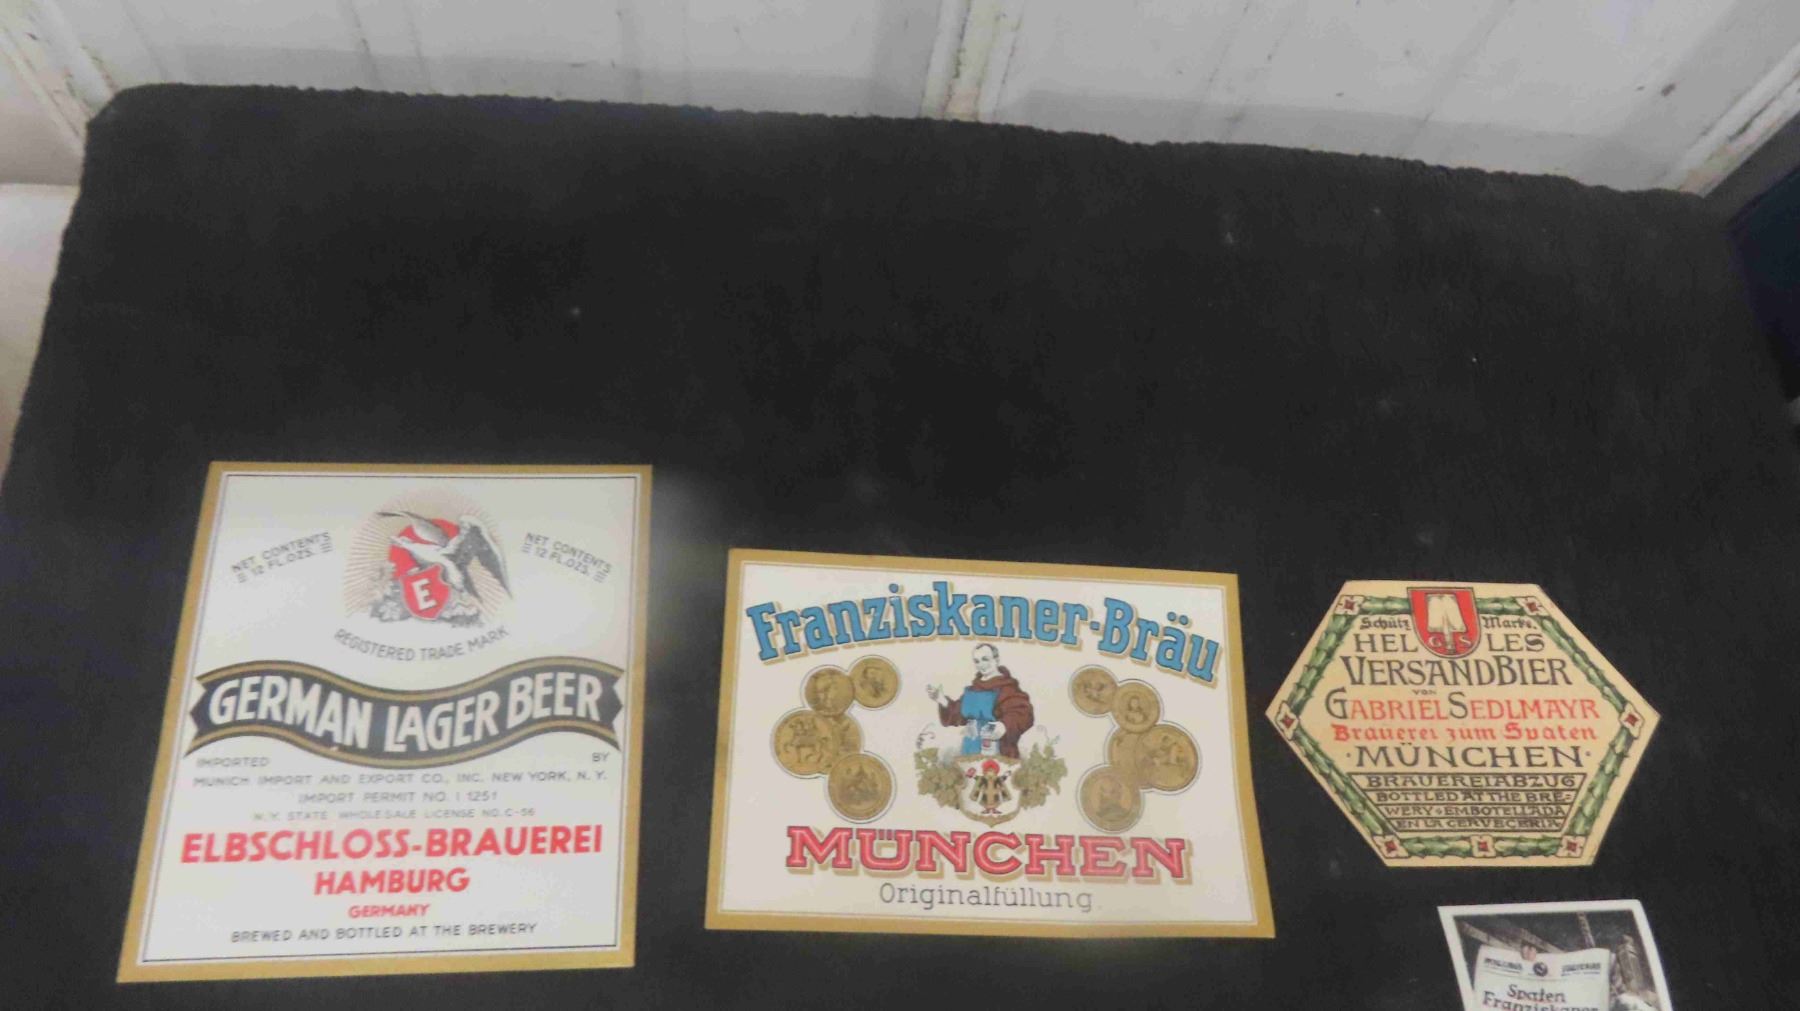 NET CONTENTS
12 FL.OZS.
NET CONTENTS
12 FL.OZS.
E
REGISTERED TRADE MARK
GERMAN LAGER BEER
IMPORTED BY
MUNICH IMPORT AND EXPORT CO., INC. NEW YORK, N. Y.
IMPORT PERMIT NO. I 1251
N.Y. STATE WHOLESALE LICENSE NO. C-56
ELBSCHLOSS-BRAUEREI
HAMBURG
GERMANY
BREWED AND BOTTLED AT THE BREWERY
Franziskaner-Bräu
MÜNCHEN
Originalfüllung
Schütz Marke.
G S
HELLES
VERSANDBIER
VON
GABRIEL SEDLMAYR
Brauerei zum Spaten
·MÜNCHEN·
BRAUEREIABZUG
BOTTLED AT THE BRE=
WERY·EMBOTELLADA
EN LA CERVECERIA
Spaten
Franziskaner